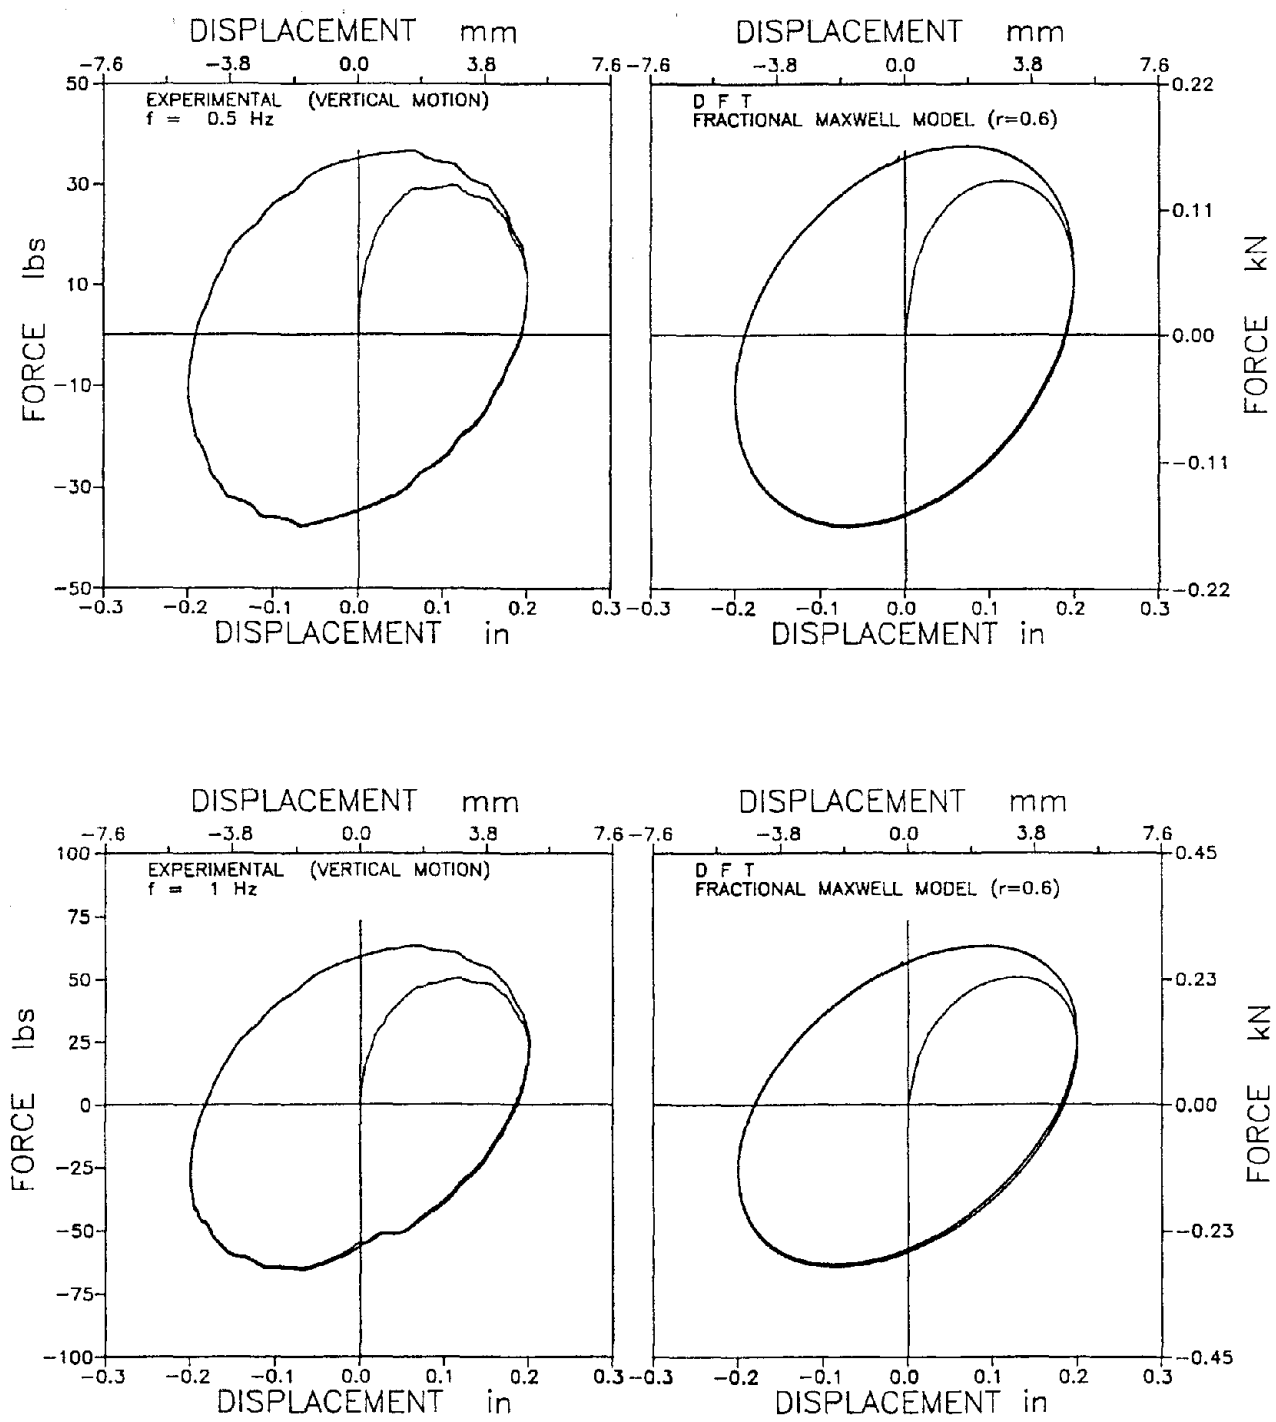 DISPLACEMENT mm
-7.6 -3.8 0.0 3.8 7.6
50
EXPERIMENTAL (VERTICAL MOTION)
f = 0.5 Hz
30
10
-10
-30
-50
FORCE lbs
-0.3 -0.2 -0.1 0.0 0.1 0.2 0.3
DISPLACEMENT in
DISPLACEMENT mm
-7.6 -3.8 0.0 3.8 7.6
D F T
FRACTIONAL MAXWELL MODEL (r=0.6)
0.22
0.11
0.00
-0.11
-0.22
FORCE kN
-0.3 -0.2 -0.1 0.0 0.1 0.2 0.3
DISPLACEMENT in
DISPLACEMENT mm
-7.6 -3.8 0.0 3.8 7.6
100
EXPERIMENTAL (VERTICAL MOTION)
f = 1 Hz
75
50
25
0
-25
-50
-75
-100
FORCE lbs
-0.3 -0.2 -0.1 0.0 0.1 0.2 0.3
DISPLACEMENT in
DISPLACEMENT mm
-7.6 -3.8 0.0 3.8 7.6
D F T
FRACTIONAL MAXWELL MODEL (r=0.6)
0.45
0.23
0.00
-0.23
-0.45
FORCE kN
-0.3 -0.2 -0.1 0.0 0.1 0.2 0.3
DISPLACEMENT in